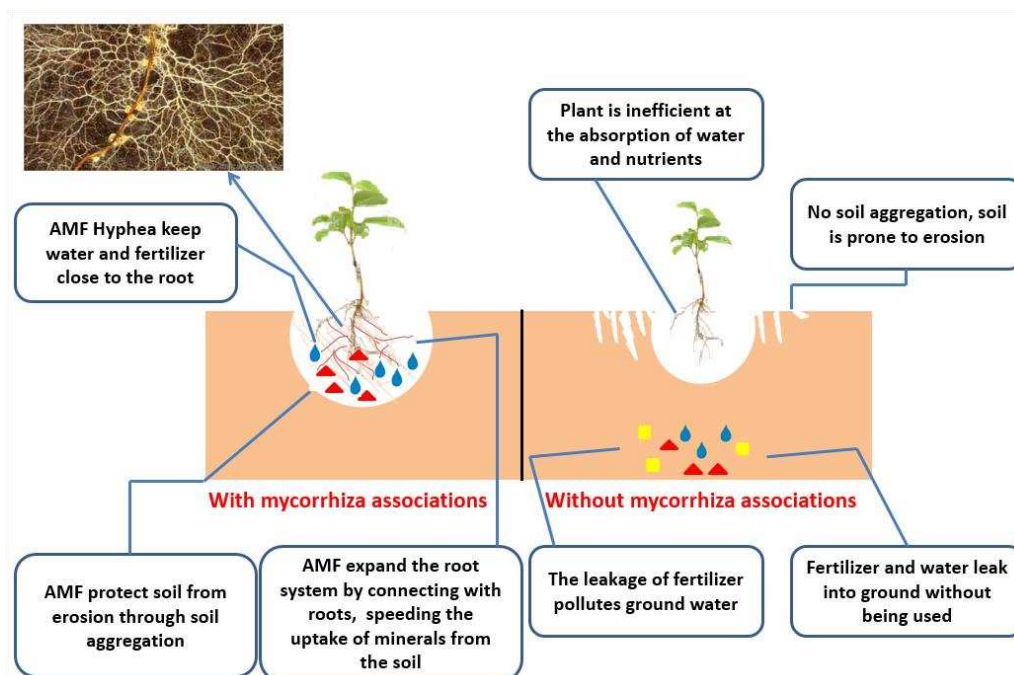 Plant is inefficient at
the absorption of water
and nutrients
AMF Hyphea keep
water and fertilizer
close to the root
No soil aggregation, soil
is prone to erosion
With mycorrhiza associations
Without mycorrhiza associations
AMF protect soil from
erosion through soil
aggregation
AMF expand the root
system by connecting with
roots, speeding the
uptake of minerals from
the soil
The leakage of fertilizer
pollutes ground water
Fertilizer and water leak
into ground without
being used